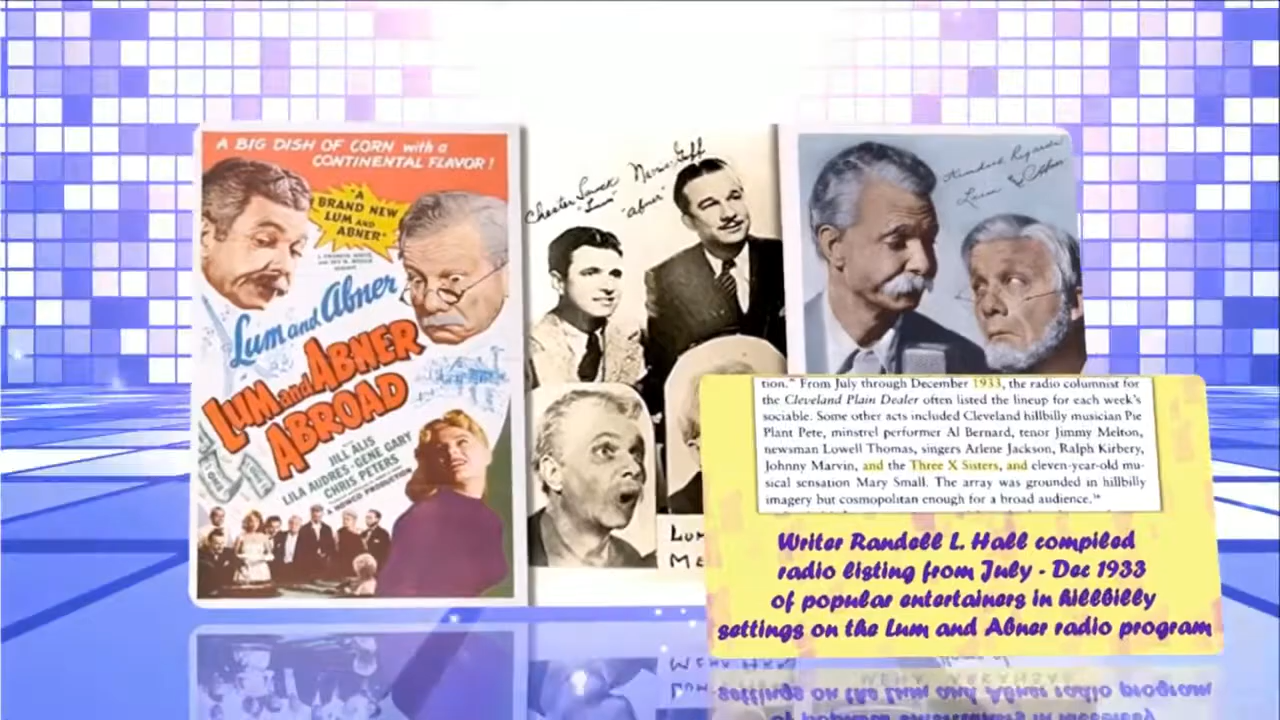 A BIG DISH OF CORN with a
CONTINENTAL FLAVOR!
"A
BRAND NEW
LUM AND
ABNER"
Lum and Abner
LUM and ABNER
ABROAD
JILL ALIS
LILA AUDRES · GENE GARY
CHRIS PETERS
A NOWCO PRODUCTION
"Lum"
"Abner"
Kindest Regards
LUM
ME
tion." From July through December 1933, the radio columnist for
the Cleveland Plain Dealer often listed the lineup for each week's
sociable. Some other acts included Cleveland hillbilly musician Pie
Plant Pete, minstrel performer Al Bernard, tenor Jimmy Melton,
newsman Lowell Thomas, singers Arlene Jackson, Ralph Kirbery,
Johnny Marvin, and the Three X Sisters, and eleven-year-old mu-
sical sensation Mary Small. The array was grounded in hillbilly
imagery but cosmopolitan enough for a broad audience.
Writer Randell L. Hall compiled
radio listing from July - Dec 1933
of popular entertainers in hillbilly
settings on the Lum and Abner radio program